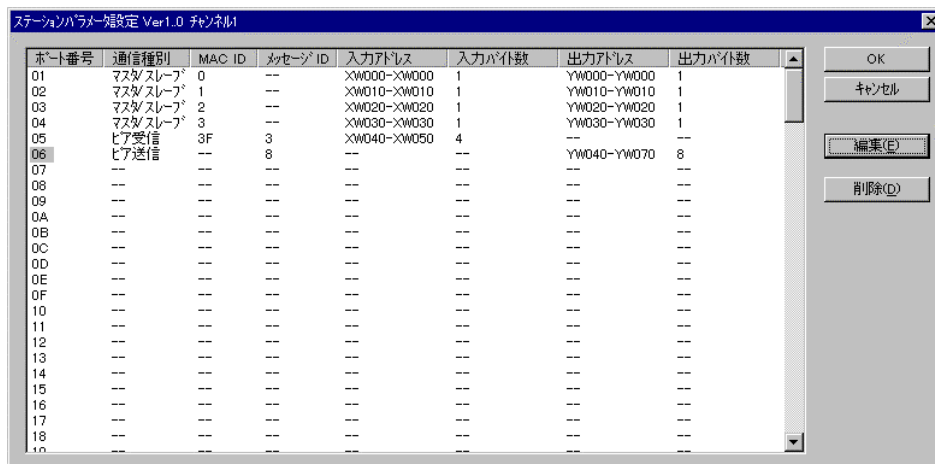 ステーションパラメータ設定 Ver1.0 チャンネル1
ポート番号 通信種別 MAC ID メッセージID 入力アドレス 入力バイト数 出力アドレス 出力バイト数
01 マスタ/スレーブ 0 -- XW000-XW000 1 YW000-YW000 1
02 マスタ/スレーブ 1 -- XW010-XW010 1 YW010-YW010 1
03 マスタ/スレーブ 2 -- XW020-XW020 1 YW020-YW020 1
04 マスタ/スレーブ 3 -- XW030-XW030 1 YW030-YW030 1
05 ピア受信 3F 3 XW040-XW050 4 -- --
06 ピア送信 -- 8 -- -- YW040-YW070 8
07 -- -- -- -- -- -- --
08 -- -- -- -- -- -- --
09 -- -- -- -- -- -- --
0A -- -- -- -- -- -- --
0B -- -- -- -- -- -- --
0C -- -- -- -- -- -- --
0D -- -- -- -- -- -- --
0E -- -- -- -- -- -- --
0F -- -- -- -- -- -- --
10 -- -- -- -- -- -- --
11 -- -- -- -- -- -- --
12 -- -- -- -- -- -- --
13 -- -- -- -- -- -- --
14 -- -- -- -- -- -- --
15 -- -- -- -- -- -- --
16 -- -- -- -- -- -- --
17 -- -- -- -- -- -- --
18 -- -- -- -- -- -- --
OK
キャンセル
編集(E)
削除(D)